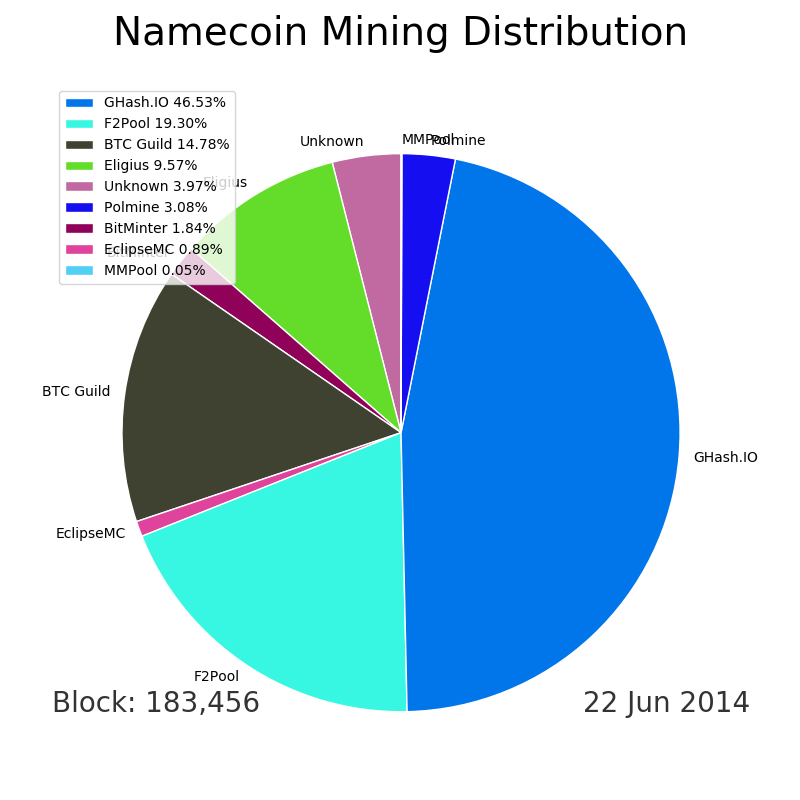 Namecoin Mining Distribution
GHash.IO 46.53%
F2Pool 19.30%
BTC Guild 14.78%
Eligius 9.57%
Unknown 3.97%
Polmine 3.08%
BitMinter 1.84%
EclipseMC 0.89%
MMPool 0.05%
Unknown
MMPool
Polmine
Eligius
BitMinter
BTC Guild
GHash.IO
EclipseMC
F2Pool
Block: 183,456
22 Jun 2014